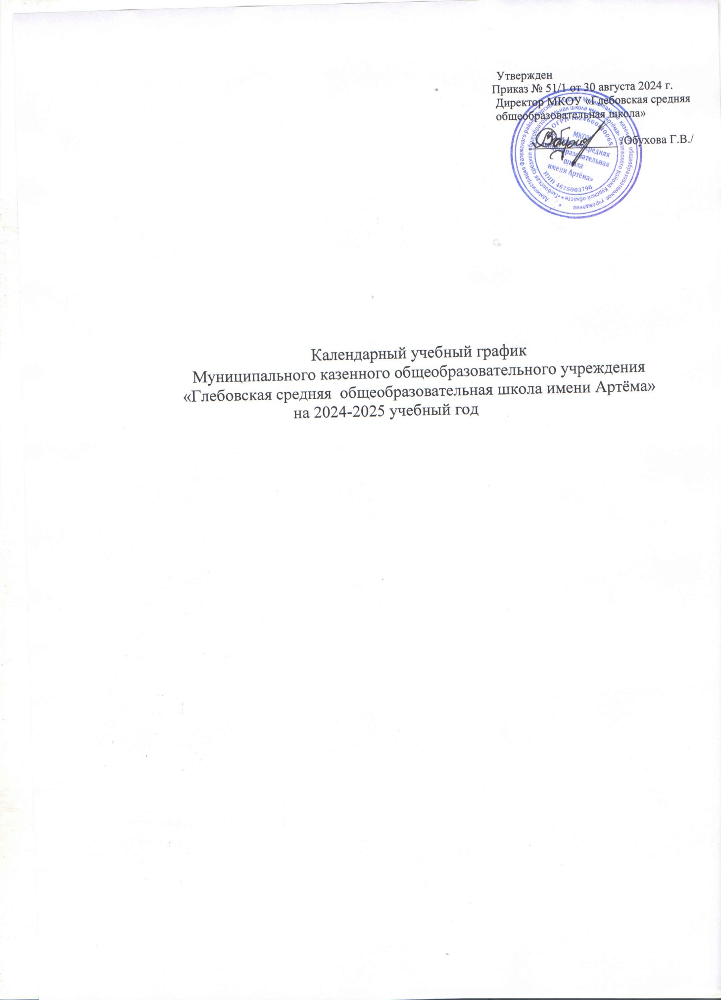 Утвержден
Приказ № 51/1 от 30 августа 2024 г.
Директор МКОУ «Глебовская средняя
общеобразовательная школа»
/Обухова Г.В./
Администрация Фатежского района Курской области * Муниципальное казенное общеобразовательное учреждение *
«Глебовская средняя общеобразовательная школа имени Артёма» Фатежского района Курской области *
ОГРН
МКОУ
средняя
общеобразовательная
школа
имени Артёма»
ИНН 4625003796
Календарный учебный график
Муниципального казенного общеобразовательного учреждения
«Глебовская средняя  общеобразовательная школа имени Артёма»
на 2024-2025 учебный год